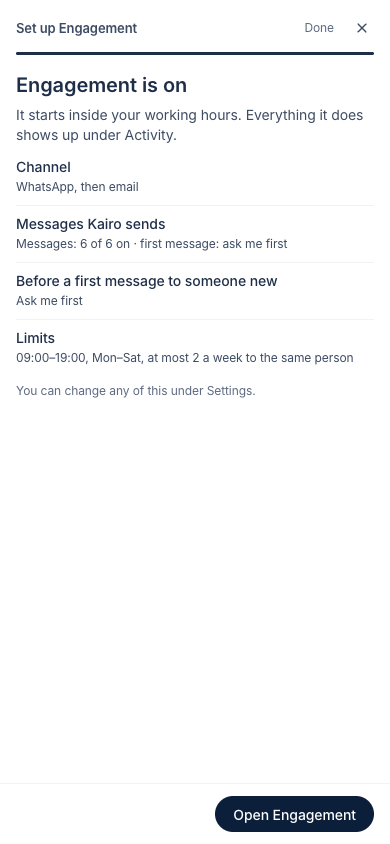 Set up Engagement
Done
Engagement is on
It starts inside your working hours. Everything it does
shows up under Activity.
Channel
WhatsApp, then email
Messages Kairo sends
Messages: 6 of 6 on · first message: ask me first
Before a first message to someone new
Ask me first
Limits
09:00–19:00, Mon–Sat, at most 2 a week to the same person
You can change any of this under Settings.
Open Engagement